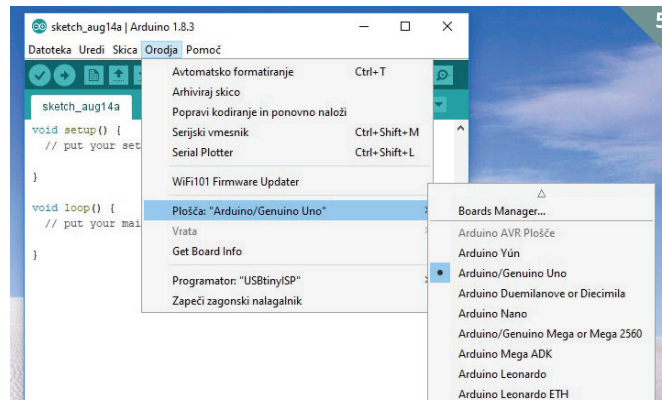 5
sketch_aug14a | Arduino 1.8.3
Datoteka Uredi Skica Orodja Pomoč
sketch_aug14a
void setup() {
// put your set
}
void loop() {
// put your mai
}
Avtomatsko formatiranje Ctrl+T
Arhiviraj skico
Popravi kodiranje in ponovno naloži
Serijski vmesnik Ctrl+Shift+M
Serial Plotter Ctrl+Shift+L
WiFi101 Firmware Updater
Plošča: "Arduino/Genuino Uno"
Vrata
Get Board Info
Programator: "USBtinyISP"
Zapeči zagonski nalagalnik
Boards Manager...
Arduino AVR Plošče
Arduino Yún
Arduino/Genuino Uno
Arduino Duemilanove or Diecimila
Arduino Nano
Arduino/Genuino Mega or Mega 2560
Arduino Mega ADK
Arduino Leonardo
Arduino Leonardo ETH